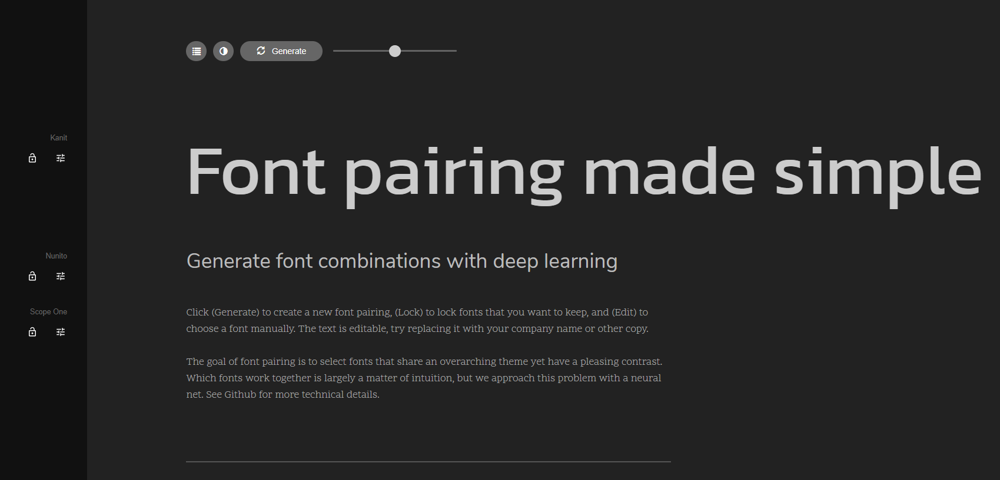 Generate
Kanit
Font pairing made simple
Nunito
Generate font combinations with deep learning
Scope One
Click (Generate) to create a new font pairing, (Lock) to lock fonts that you want to keep, and (Edit) to
choose a font manually. The text is editable, try replacing it with your company name or other copy.
The goal of font pairing is to select fonts that share an overarching theme yet have a pleasing contrast.
Which fonts work together is largely a matter of intuition, but we approach this problem with a neural
net. See Github for more technical details.